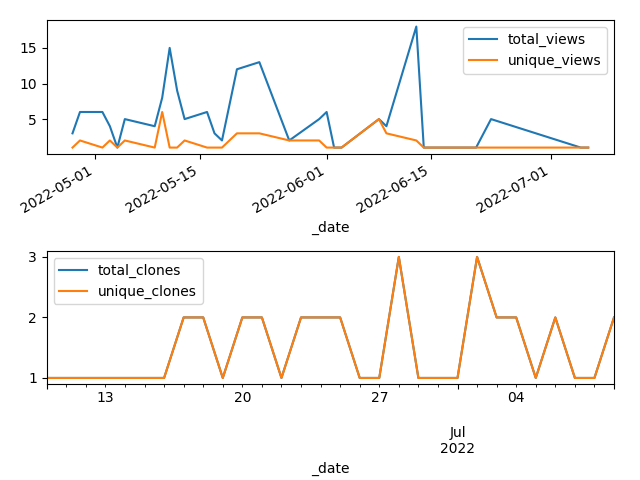 15
10
5
total_views
unique_views
2022-05-01
2022-05-15
2022-06-01
2022-06-15
2022-07-01
_date
3
2
1
total_clones
unique_clones
13
20
27
04
Jul
2022
_date